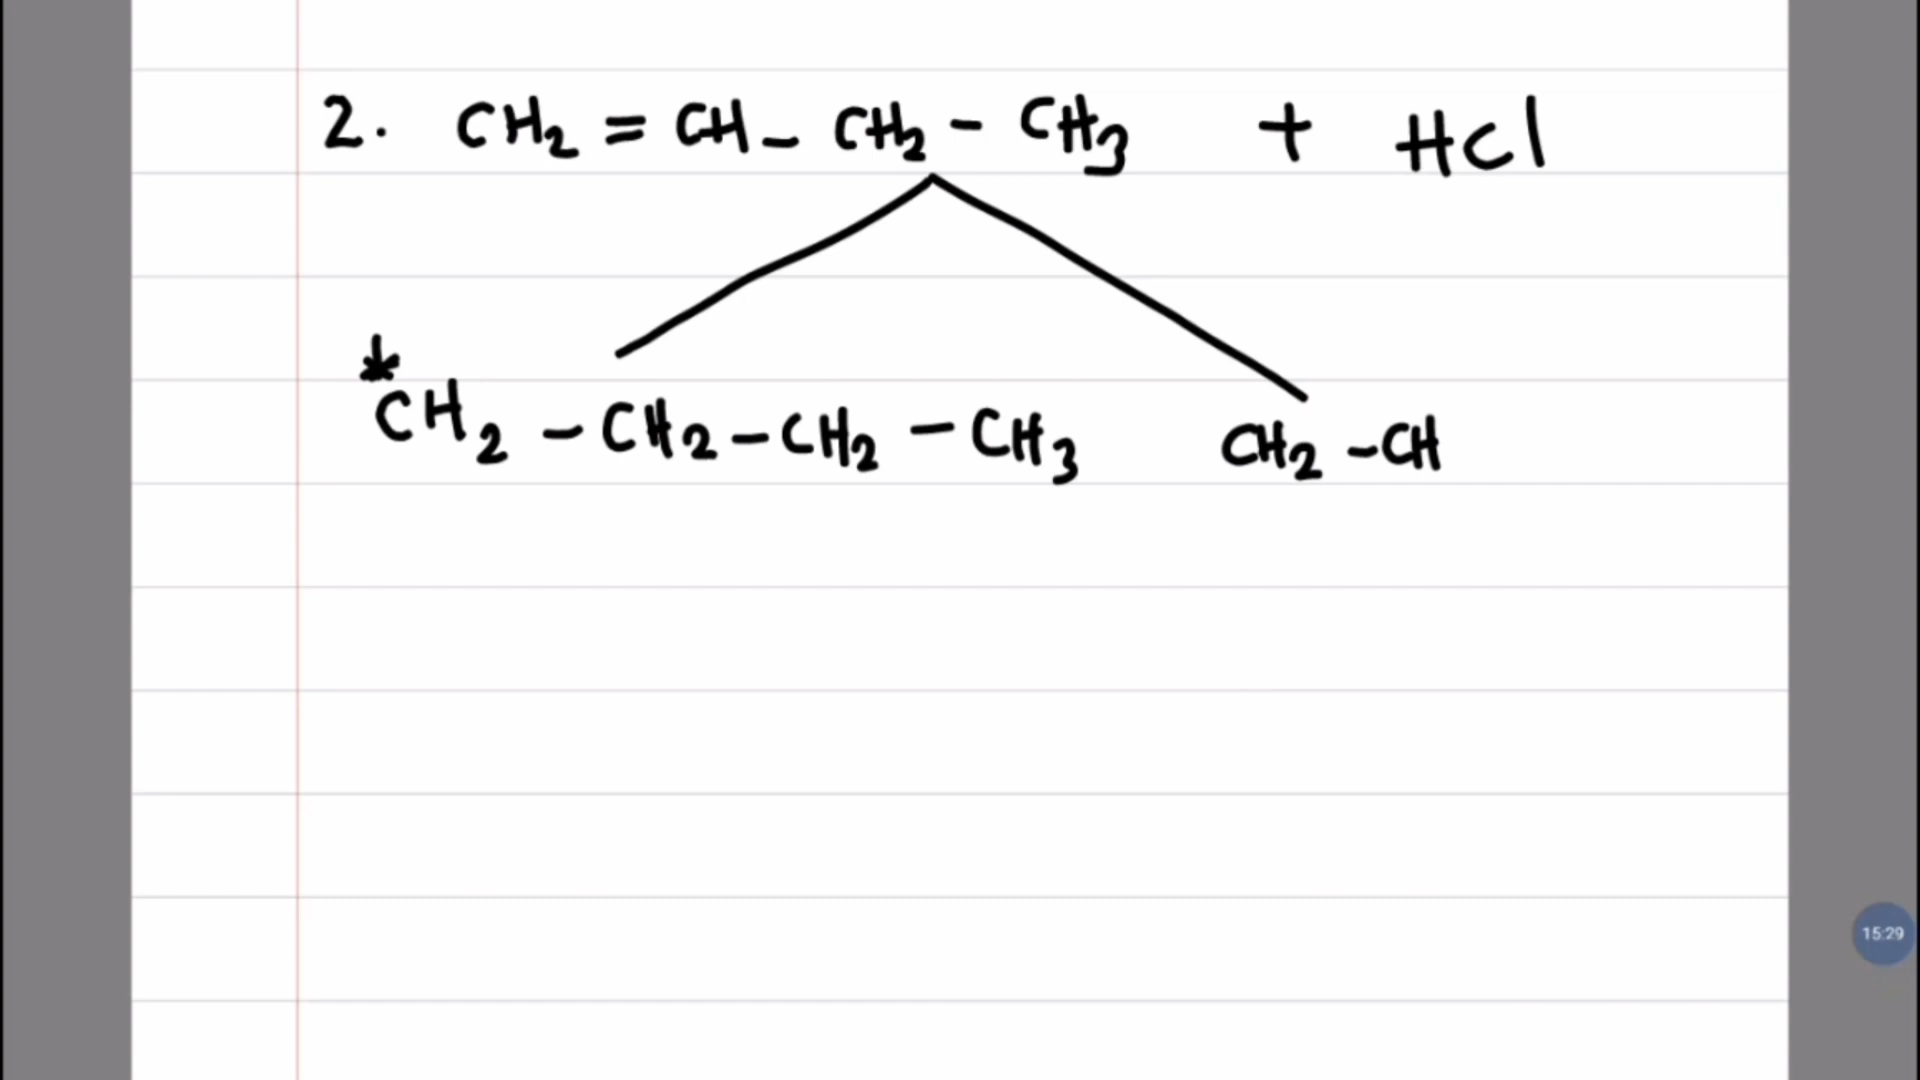 2. CH2 = CH - CH2 - CH3 + HCl
*
CH2 - CH2 - CH2 - CH3 CH2 - CH
15:29